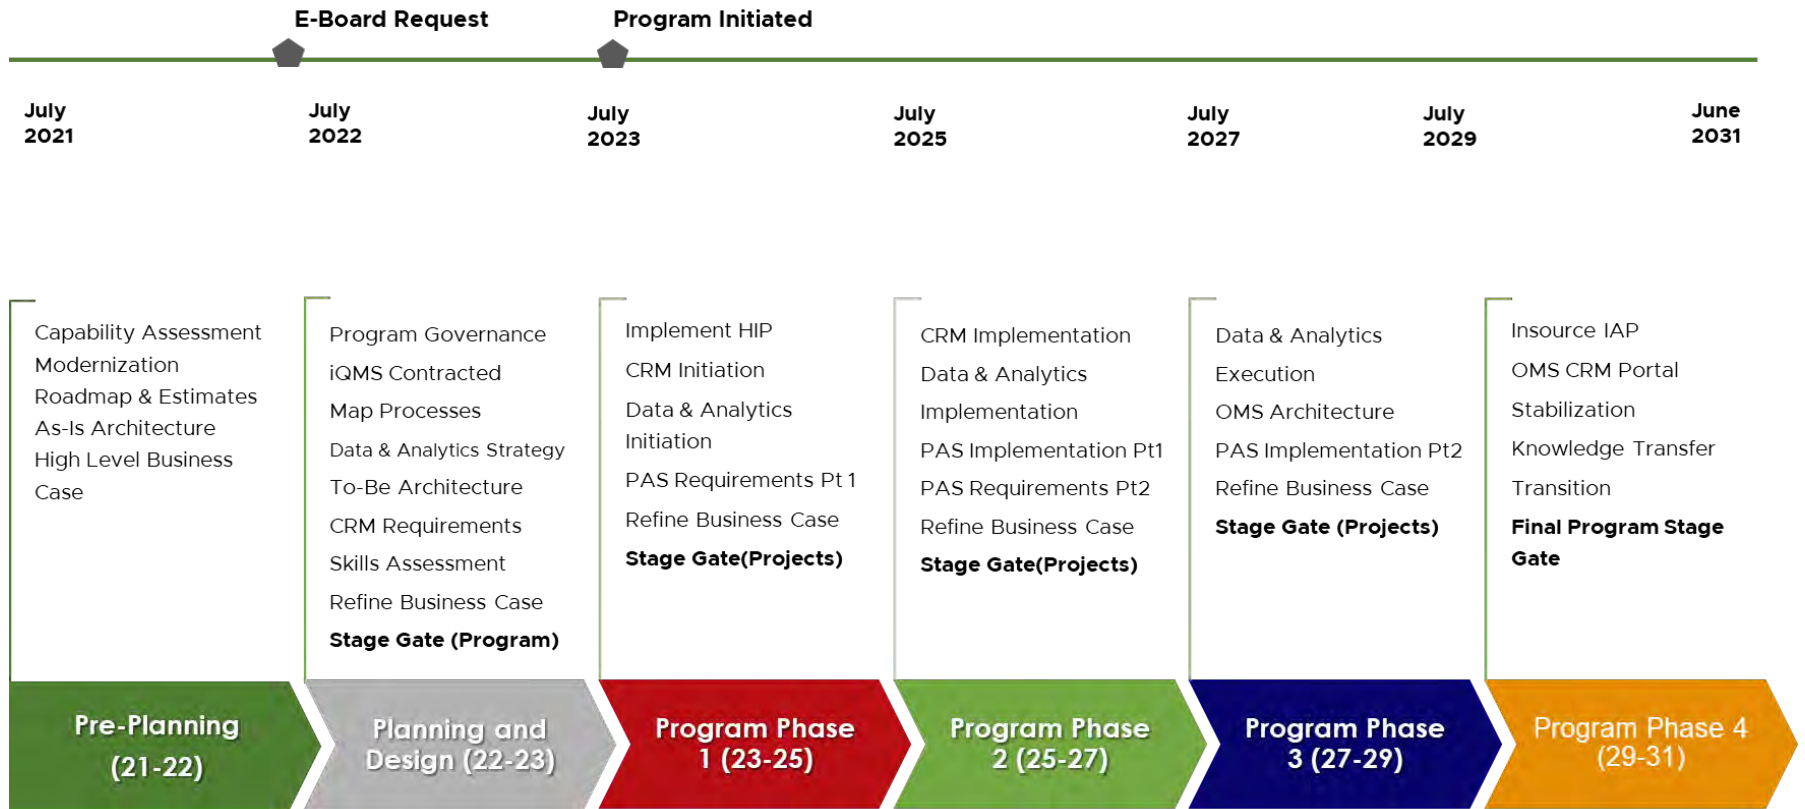 E-Board Request
Program Initiated
July
2021
July
2022
July
2023
July
2025
July
2027
July
2029
June
2031
Capability Assessment
Modernization
Roadmap & Estimates
As-Is Architecture
High Level Business
Case
Program Governance
iQMS Contracted
Map Processes
Data & Analytics Strategy
To-Be Architecture
CRM Requirements
Skills Assessment
Refine Business Case
Stage Gate (Program)
Implement HIP
CRM Initiation
Data & Analytics
Initiation
PAS Requirements Pt 1
Refine Business Case
Stage Gate(Projects)
CRM Implementation
Data & Analytics
Implementation
PAS Implementation Pt1
PAS Requirements Pt2
Refine Business Case
Stage Gate(Projects)
Data & Analytics
Execution
OMS Architecture
PAS Implementation Pt2
Refine Business Case
Stage Gate (Projects)
Insource IAP
OMS CRM Portal
Stabilization
Knowledge Transfer
Transition
Final Program Stage
Gate
Pre-Planning
(21-22)
Planning and
Design (22-23)
Program Phase
1 (23-25)
Program Phase
2 (25-27)
Program Phase
3 (27-29)
Program Phase 4
(29-31)